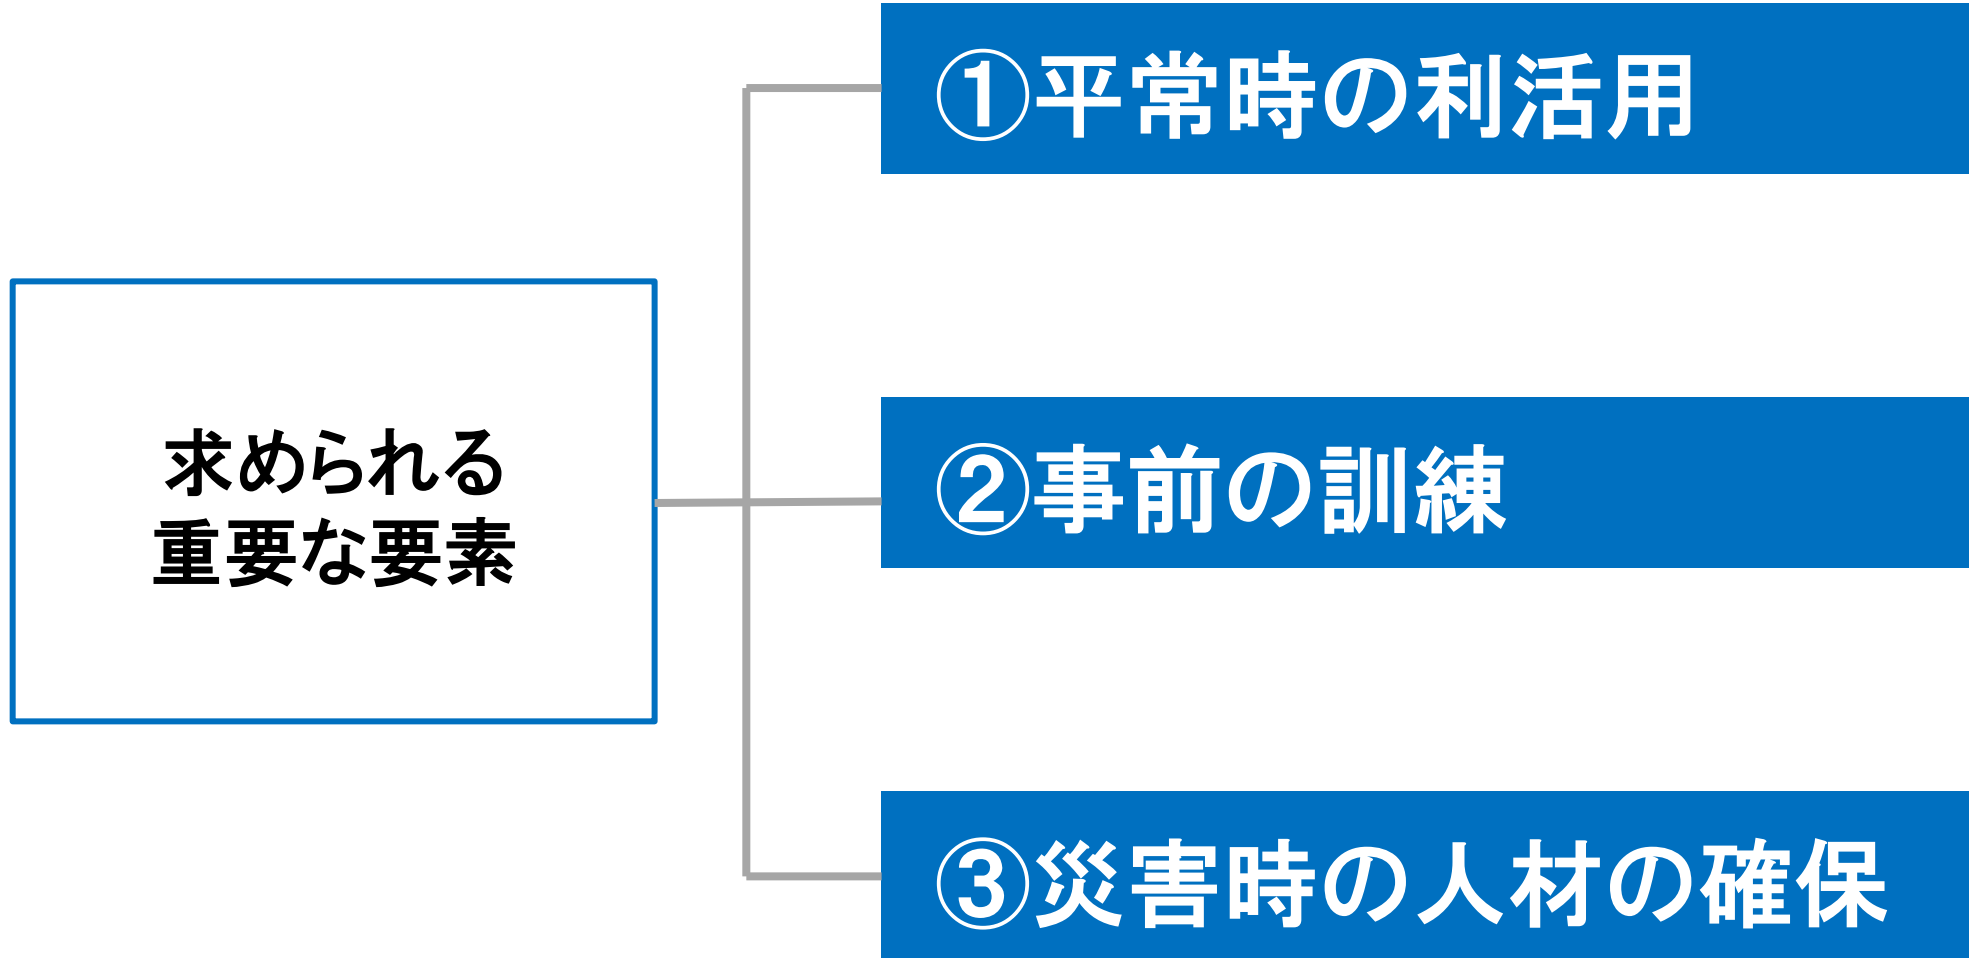 求められる
重要な要素
①平常時の利活用
②事前の訓練
③災害時の人材の確保